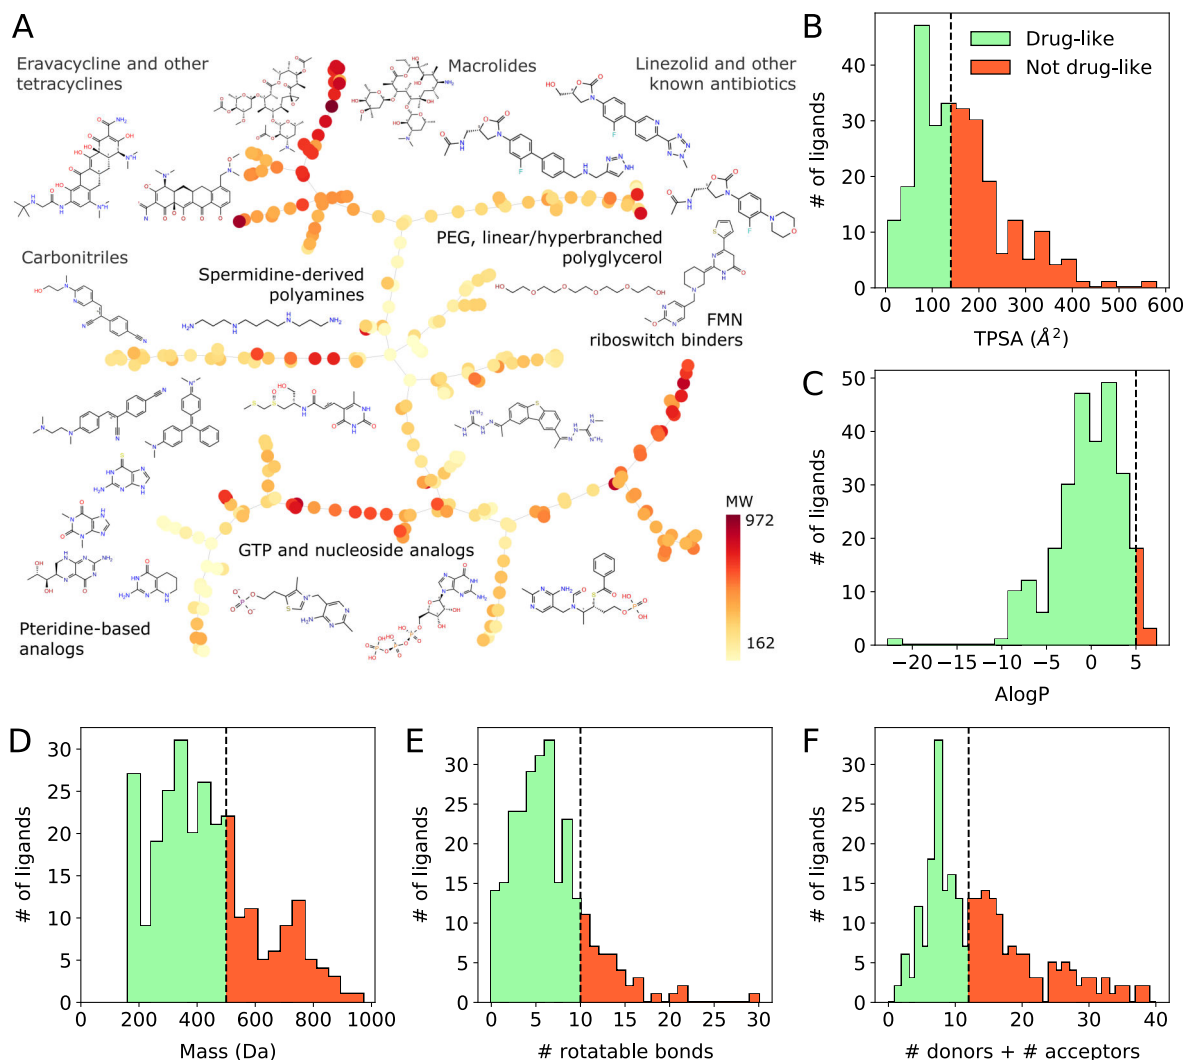 A
Eravacycline and other
tetracyclines
Macrolides
Linezolid and other
known antibiotics
PEG, linear/hyperbranched
polyglycerol
Carbonitriles
Spermidine-derived
polyamines
FMN
riboswitch binders
GTP and nucleoside analogs
Pteridine-based
analogs
MW
972
162
B
Drug-like
Not drug-like
# of ligands
0
10
20
30
40
0 100 200 300 400 500 600
TPSA (Å²)
C
# of ligands
0
10
20
30
40
50
−20 −15 −10 −5 0 5
AlogP
D
# of ligands
0
5
10
15
20
25
30
0 200 400 600 800 1000
Mass (Da)
E
# of ligands
0
5
10
15
20
25
30
0 10 20 30
# rotatable bonds
F
# of ligands
0
5
10
15
20
25
30
0 10 20 30 40
# donors + # acceptors